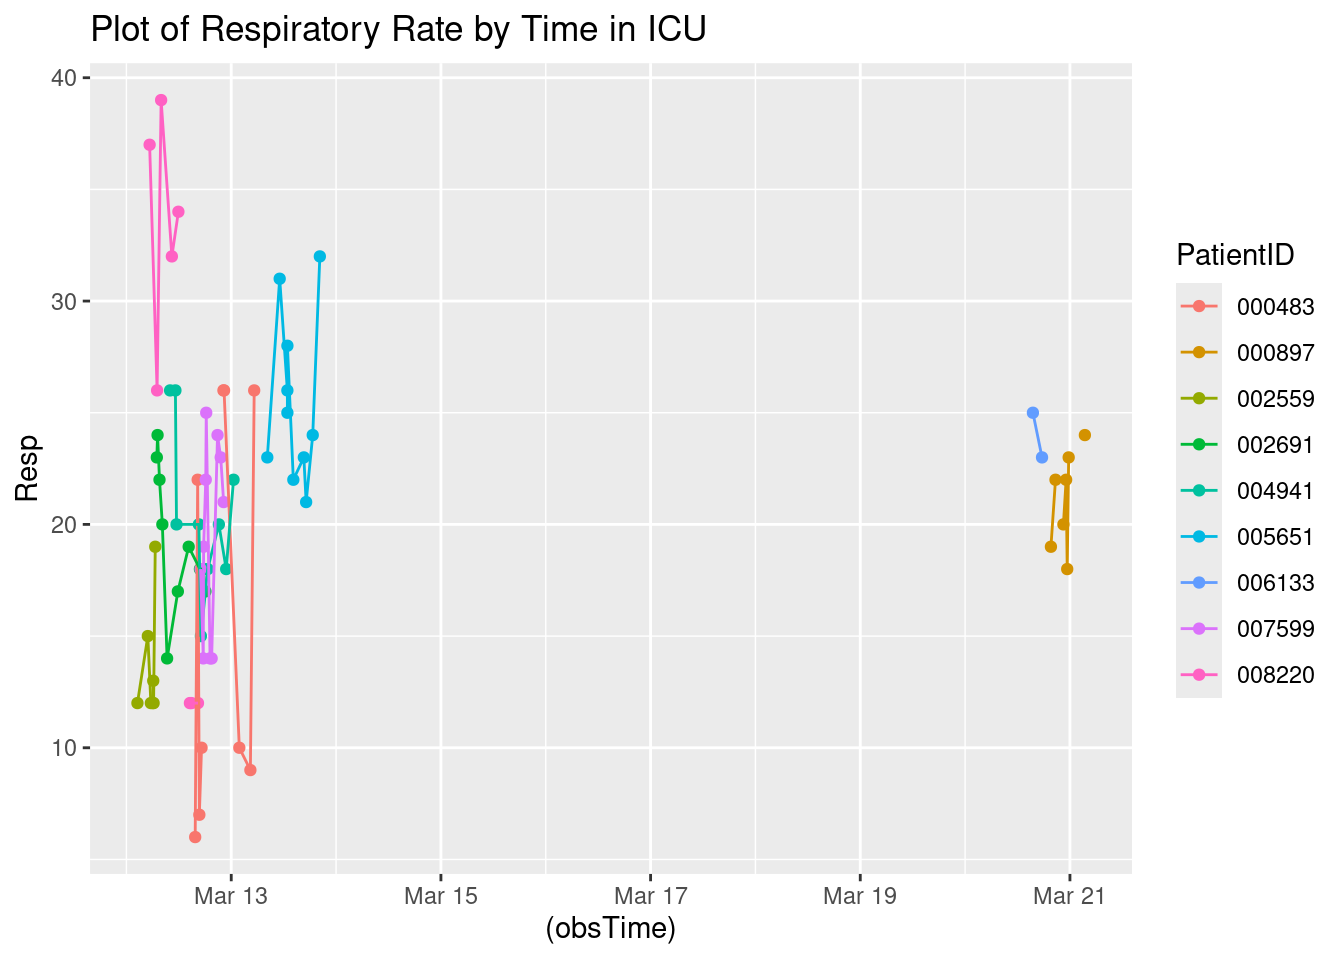 Plot of Respiratory Rate by Time in ICU
40
30
20
10
Resp
Mar 13
Mar 15
Mar 17
Mar 19
Mar 21
(obsTime)
PatientID
000483
000897
002559
002691
004941
005651
006133
007599
008220